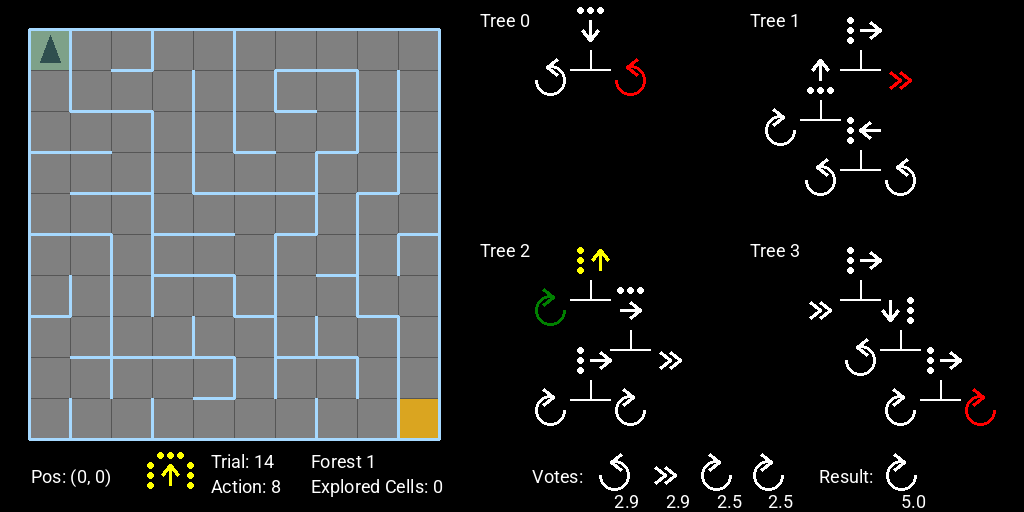 Tree 0
Tree 1
Tree 2
Tree 3
Pos: (0, 0)
Trial: 14
Forest 1
Action: 8
Explored Cells: 0
Votes:
2.9
2.9
2.5
2.5
Result:
5.0